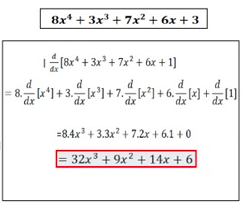 8x⁴ + 3x³ + 7x² + 6x + 3
| d/dx [8x⁴ + 3x³ + 7x² + 6x + 1]
= 8. d/dx [x⁴] + 3. d/dx [x³] + 7. d/dx [x²] + 6. d/dx [x] + d/dx [1]
=8.4x³ + 3.3x² + 7.2x + 6.1 + 0
= 32x³ + 9x² + 14x + 6